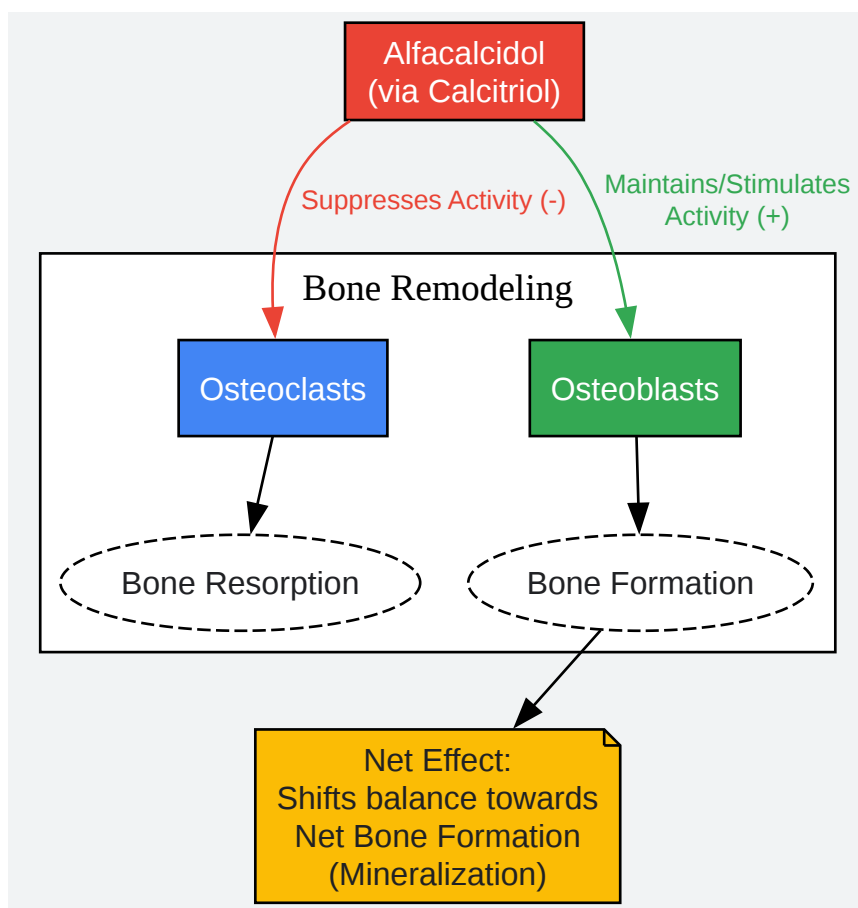 Alfacalcidol
(via Calcitriol)
Suppresses Activity (-)
Maintains/Stimulates
Activity (+)
Bone Remodeling
Osteoclasts
Osteoblasts
Bone Resorption
Bone Formation
Net Effect:
Shifts balance towards
Net Bone Formation
(Mineralization)